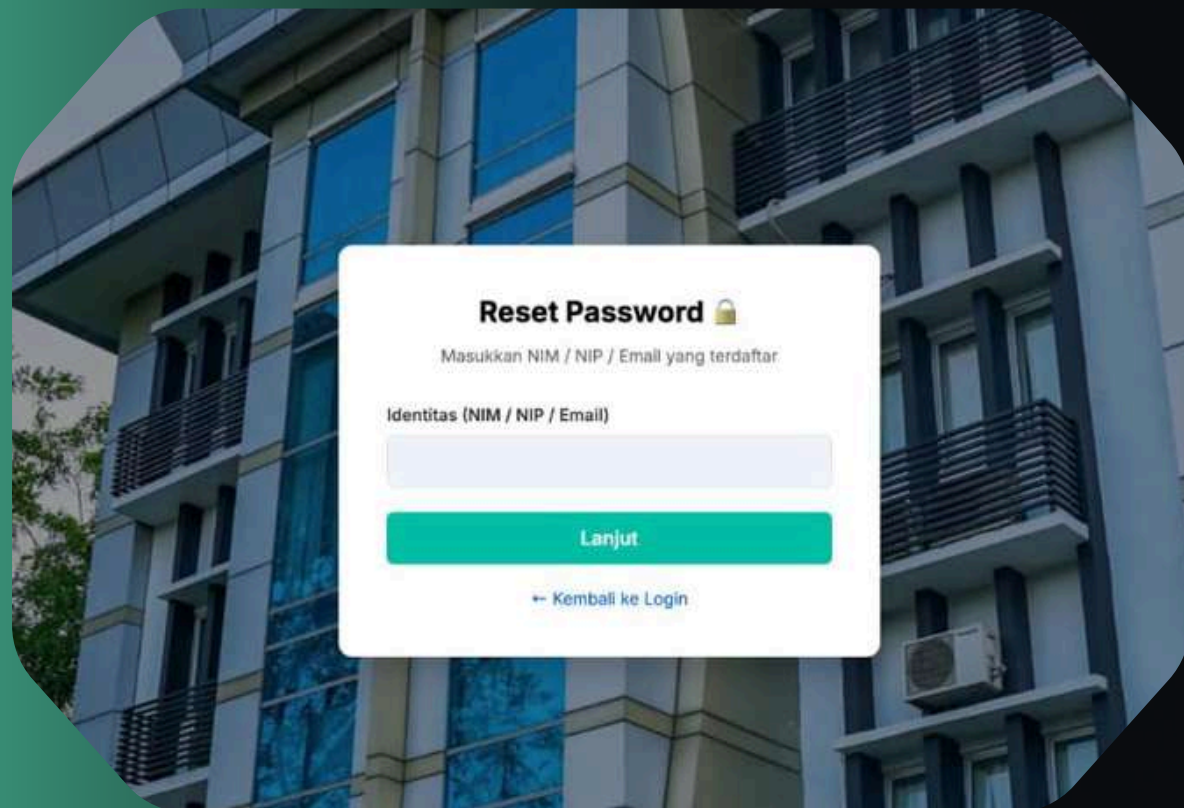 Reset Password 🔒
Masukkan NIM / NIP / Email yang terdaftar
Identitas (NIM / NIP / Email)
Lanjut
← Kembali ke Login